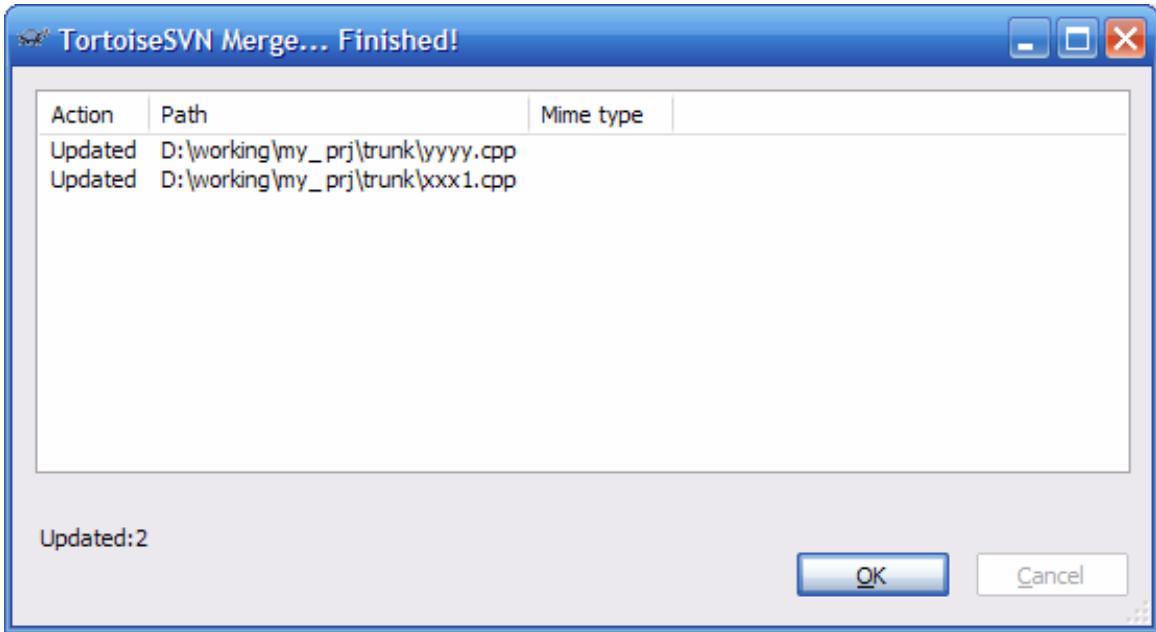 TortoiseSVN Merge... Finished!
Action Path Mime type
Updated D:\working\my_prj\trunk\yyyy.cpp
Updated D:\working\my_prj\trunk\xxx1.cpp
Updated:2
OK Cancel